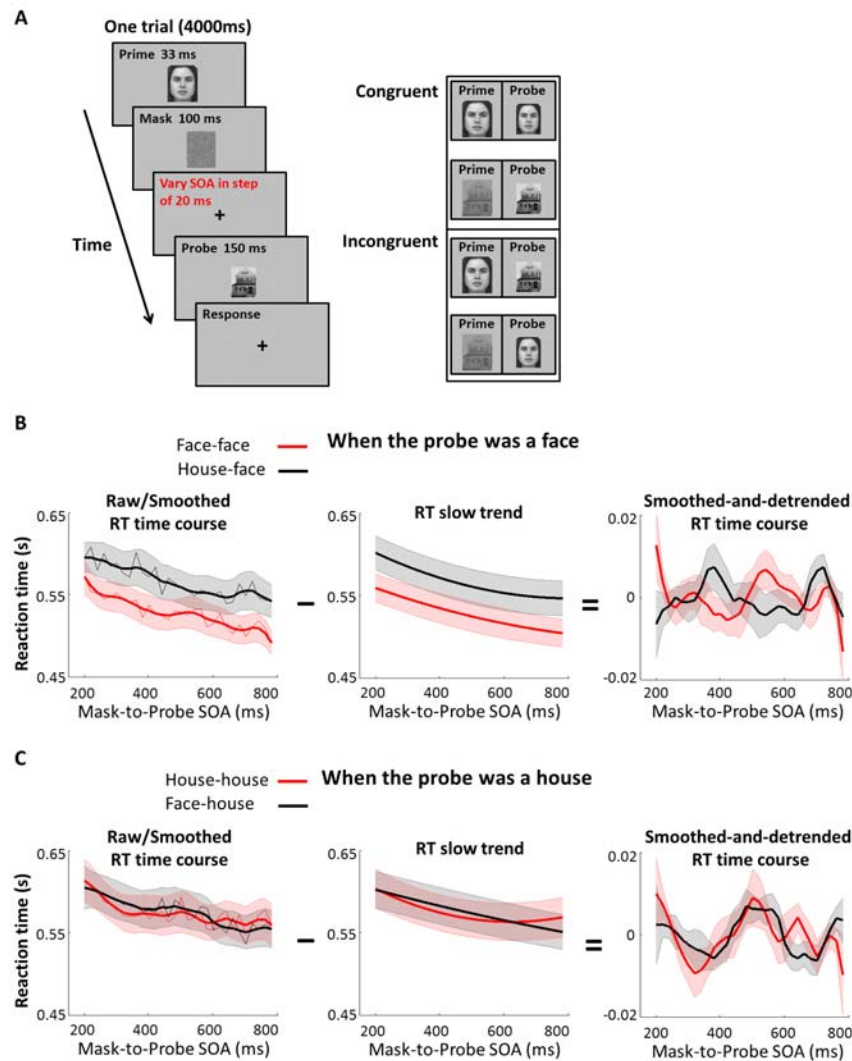 A
One trial (4000ms)
Prime 33 ms
Mask 100 ms
Vary SOA in step
of 20 ms
+
Time
Probe 150 ms
Response
+
Congruent
Prime Probe
Prime Probe
Incongruent
Prime Probe
Prime Probe
B
When the probe was a face
Face-face
House-face
Raw/Smoothed
RT time course
RT slow trend
Smoothed-and-detrended
RT time course
Reaction time (s)
0.65
0.55
0.45
200 400 600 800
Mask-to-Probe SOA (ms)
–
0.65
0.55
0.45
200 400 600 800
Mask-to-Probe SOA (ms)
=
0.02
0
-0.02
200 400 600 800
Mask-to-Probe SOA (ms)
C
When the probe was a house
House-house
Face-house
Raw/Smoothed
RT time course
RT slow trend
Smoothed-and-detrended
RT time course
Reaction time (s)
0.65
0.55
0.45
200 400 600 800
Mask-to-Probe SOA (ms)
–
0.65
0.55
0.45
200 400 600 800
Mask-to-Probe SOA (ms)
=
0.02
0
-0.02
200 400 600 800
Mask-to-Probe SOA (ms)